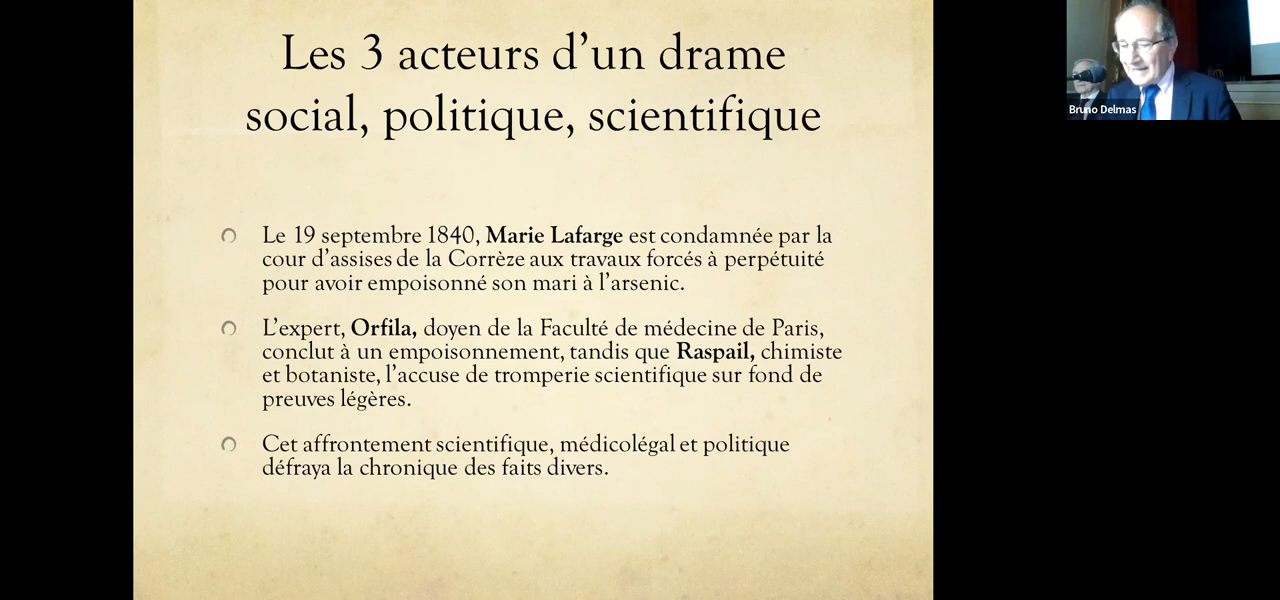 Les 3 acteurs d’un drame
social, politique, scientifique
Le 19 septembre 1840, Marie Lafarge est condamnée par la
cour d’assises de la Corrèze aux travaux forcés à perpétuité
pour avoir empoisonné son mari à l’arsenic.
L’expert, Orfila, doyen de la Faculté de médecine de Paris,
conclut à un empoisonnement, tandis que Raspail, chimiste
et botaniste, l’accuse de tromperie scientifique sur fond de
preuves légères.
Cet affrontement scientifique, médicolégal et politique
défraya la chronique des faits divers.
Bruno Delmas